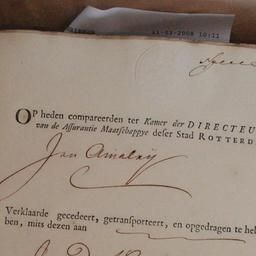 11-03-2008 10:11
OP heden compareerden ter Kamer der DIRECTEU
van de Assurantie Maatschappye deser Stad ROTTERD
Jan
Verklaarde gecedeert, getransporteert, en opgedragen te heb
ben, mits dezen aan